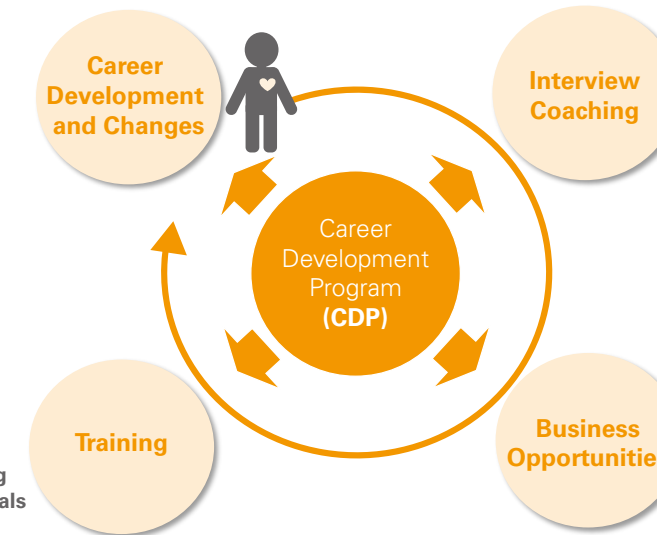 Career
Development
and Changes
Interview
Coaching
Career
Development
Program
(CDP)
Training
Business
Opportunitie
g
als